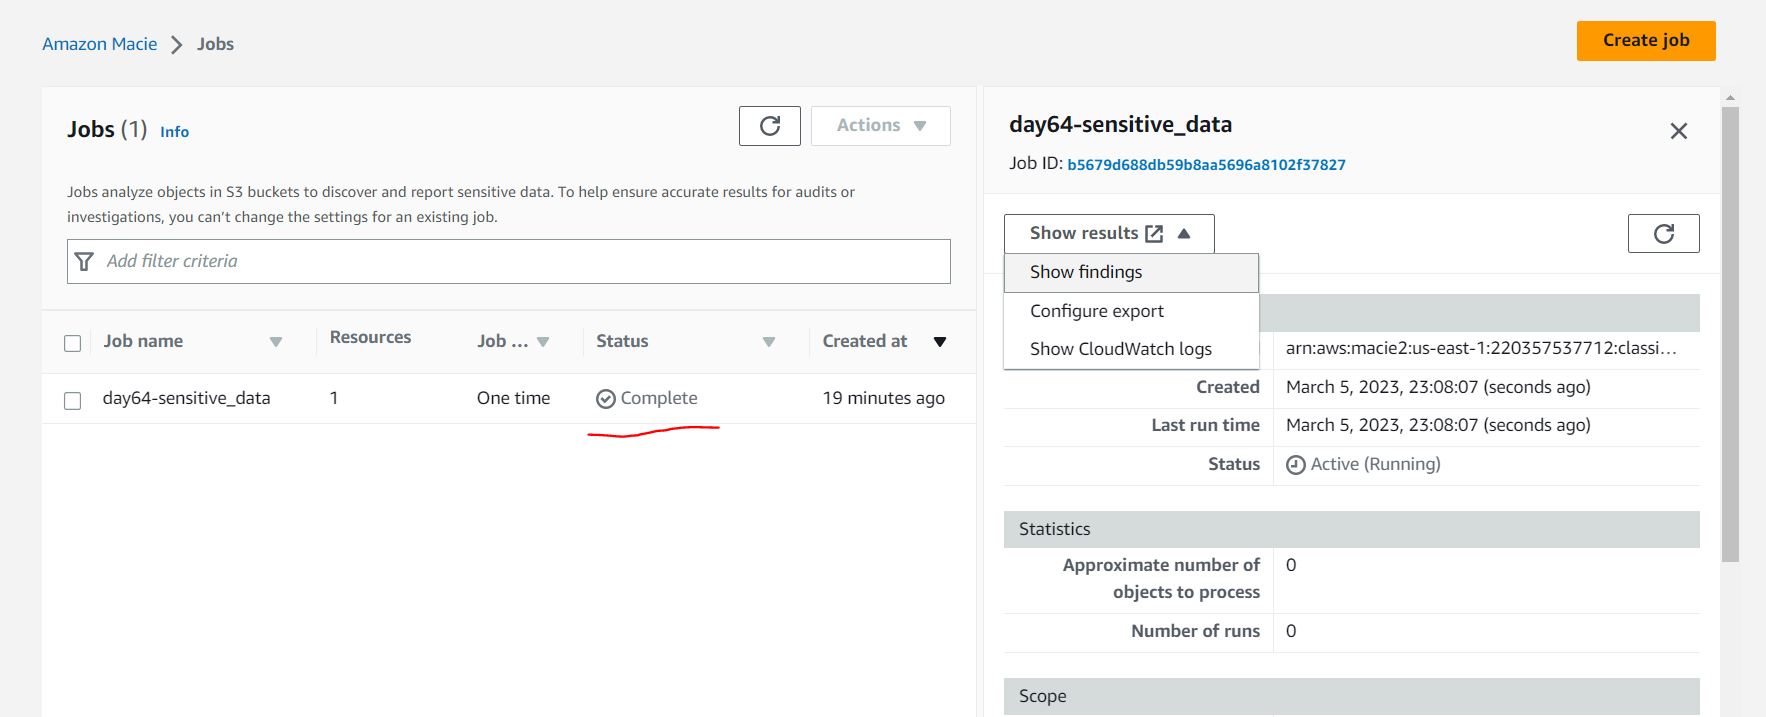 Amazon Macie > Jobs
Create job
Jobs (1) Info
Actions
Jobs analyze objects in S3 buckets to discover and report sensitive data. To help ensure accurate results for audits or
investigations, you can't change the settings for an existing job.
Add filter criteria
Job name Resources Job ... Status Created at
day64-sensitive_data 1 One time Complete 19 minutes ago
day64-sensitive_data
Job ID: b5679d688db59b8aa5696a8102f37827
Show results
Show findings
Configure export
Show CloudWatch logs
arn:aws:macie2:us-east-1:220357537712:classi...
Created March 5, 2023, 23:08:07 (seconds ago)
Last run time March 5, 2023, 23:08:07 (seconds ago)
Status Active (Running)
Statistics
Approximate number of 0
objects to process
Number of runs 0
Scope